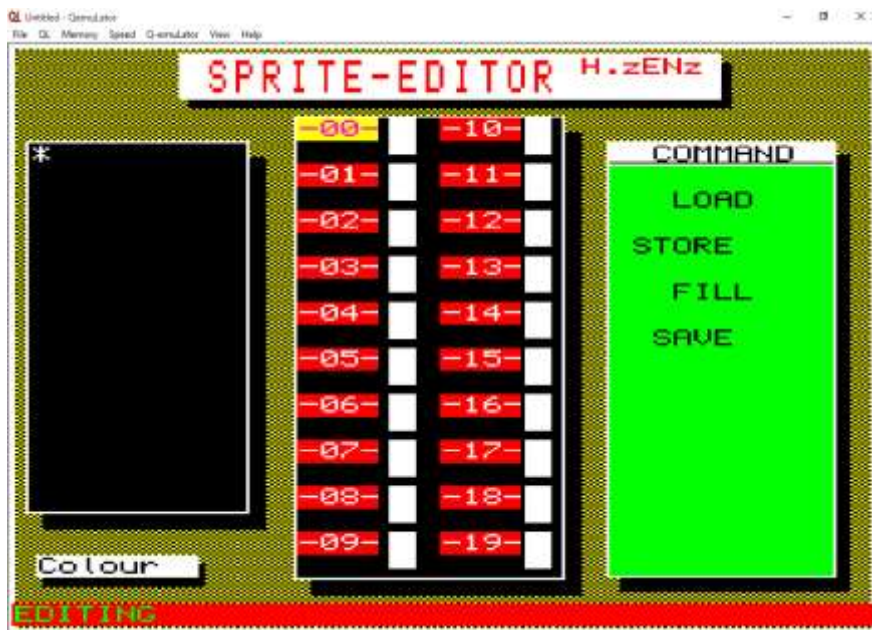 QL Untitled - QemuLator
File QL Memory Speed Q-emuLator View Help
SPRITE-EDITOR H.zENz
-00- -10-
-01- -11-
-02- -12-
-03- -13-
-04- -14-
-05- -15-
-06- -16-
-07- -17-
-08- -18-
-09- -19-
*
COMMAND
LOAD
STORE
FILL
SAVE
Colour
EDITING